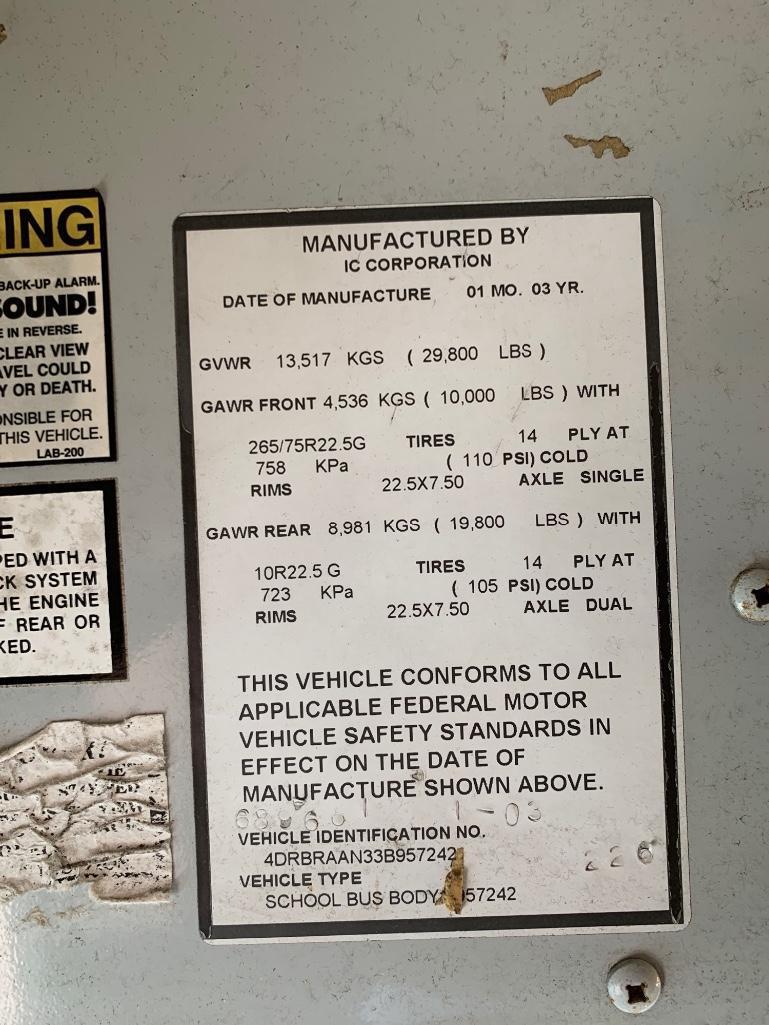 ING
BACK-UP ALARM.
SOUND!
E IN REVERSE.
CLEAR VIEW
AVEL COULD
Y OR DEATH.
ONSIBLE FOR
THIS VEHICLE.
LAB-200
E
PED WITH A
CK SYSTEM
HE ENGINE
F REAR OR
KED.
MANUFACTURED BY
IC CORPORATION
DATE OF MANUFACTURE 01 MO. 03 YR.
GVWR 13,517 KGS ( 29,800 LBS )
GAWR FRONT 4,536 KGS ( 10,000 LBS ) WITH
265/75R22.5G TIRES 14 PLY AT
758 KPa ( 110 PSI) COLD
RIMS 22.5X7.50 AXLE SINGLE
GAWR REAR 8,981 KGS ( 19,800 LBS ) WITH
10R22.5 G TIRES 14 PLY AT
723 KPa ( 105 PSI) COLD
RIMS 22.5X7.50 AXLE DUAL
THIS VEHICLE CONFORMS TO ALL
APPLICABLE FEDERAL MOTOR
VEHICLE SAFETY STANDARDS IN
EFFECT ON THE DATE OF
MANUFACTURE SHOWN ABOVE.
1-03
VEHICLE IDENTIFICATION NO.
4DRBRAAN33B957242
226
VEHICLE TYPE
SCHOOL BUS BODY 57242